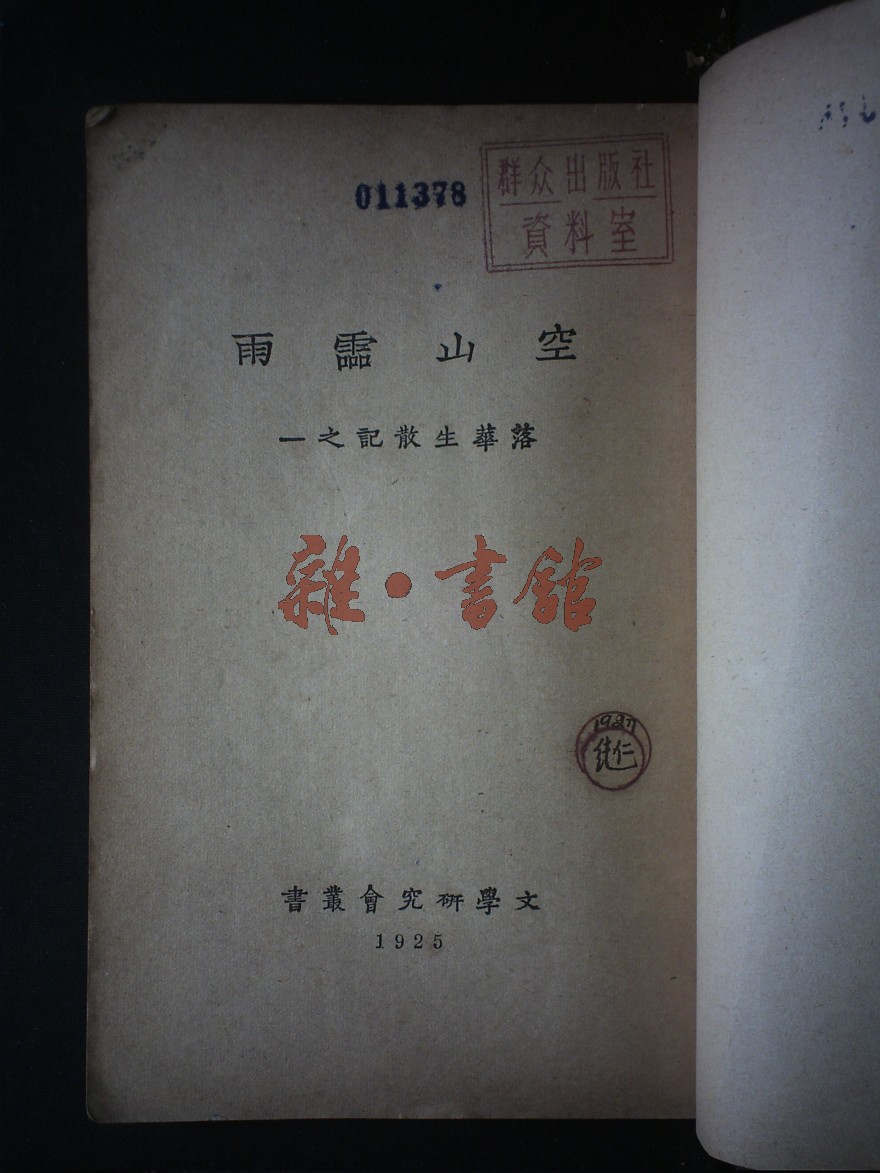 011378
群众出版社
資料室
空山靈雨
落華生散記之一
雜·書館
1927
文學研究會叢書
1925